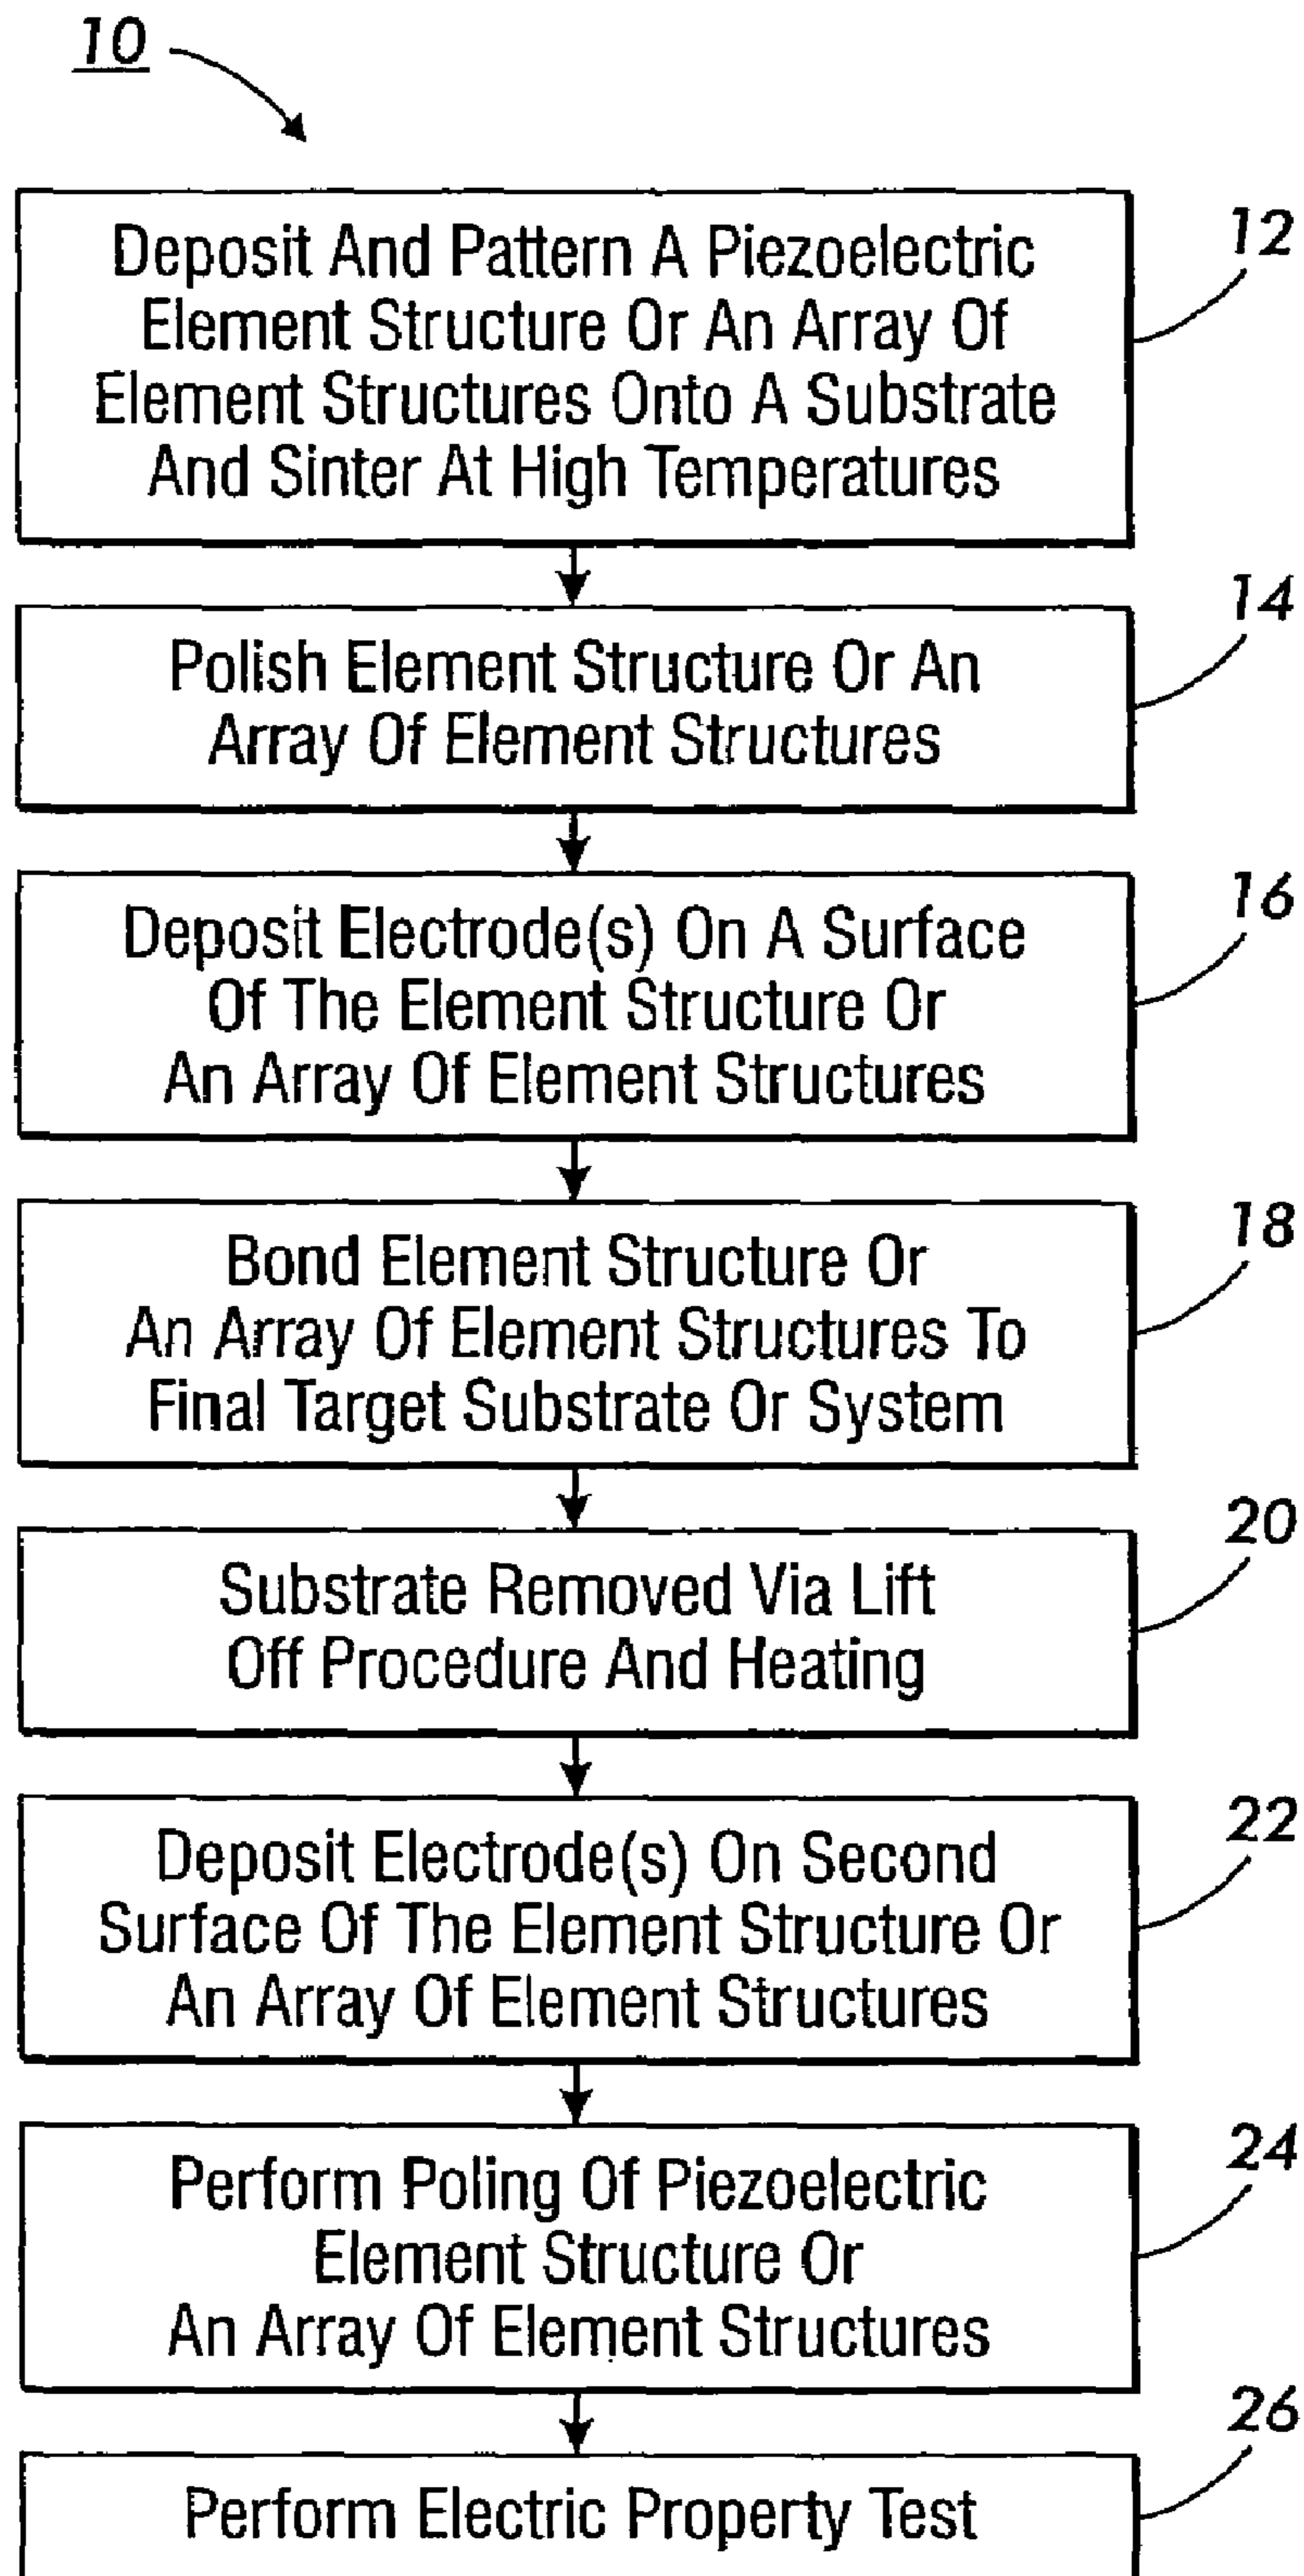 10
Deposit And Pattern A Piezoelectric
Element Structure Or An Array Of
Element Structures Onto A Substrate
And Sinter At High Temperatures
12
Polish Element Structure Or An
Array Of Element Structures
14
Deposit Electrode(s) On A Surface
Of The Element Structure Or
An Array Of Element Structures
16
Bond Element Structure Or
An Array Of Element Structures To
Final Target Substrate Or System
18
Substrate Removed Via Lift
Off Procedure And Heating
20
Deposit Electrode(s) On Second
Surface Of The Element Structure Or
An Array Of Element Structures
22
Perform Poling Of Piezoelectric
Element Structure Or
An Array Of Element Structures
24
Perform Electric Property Test
26